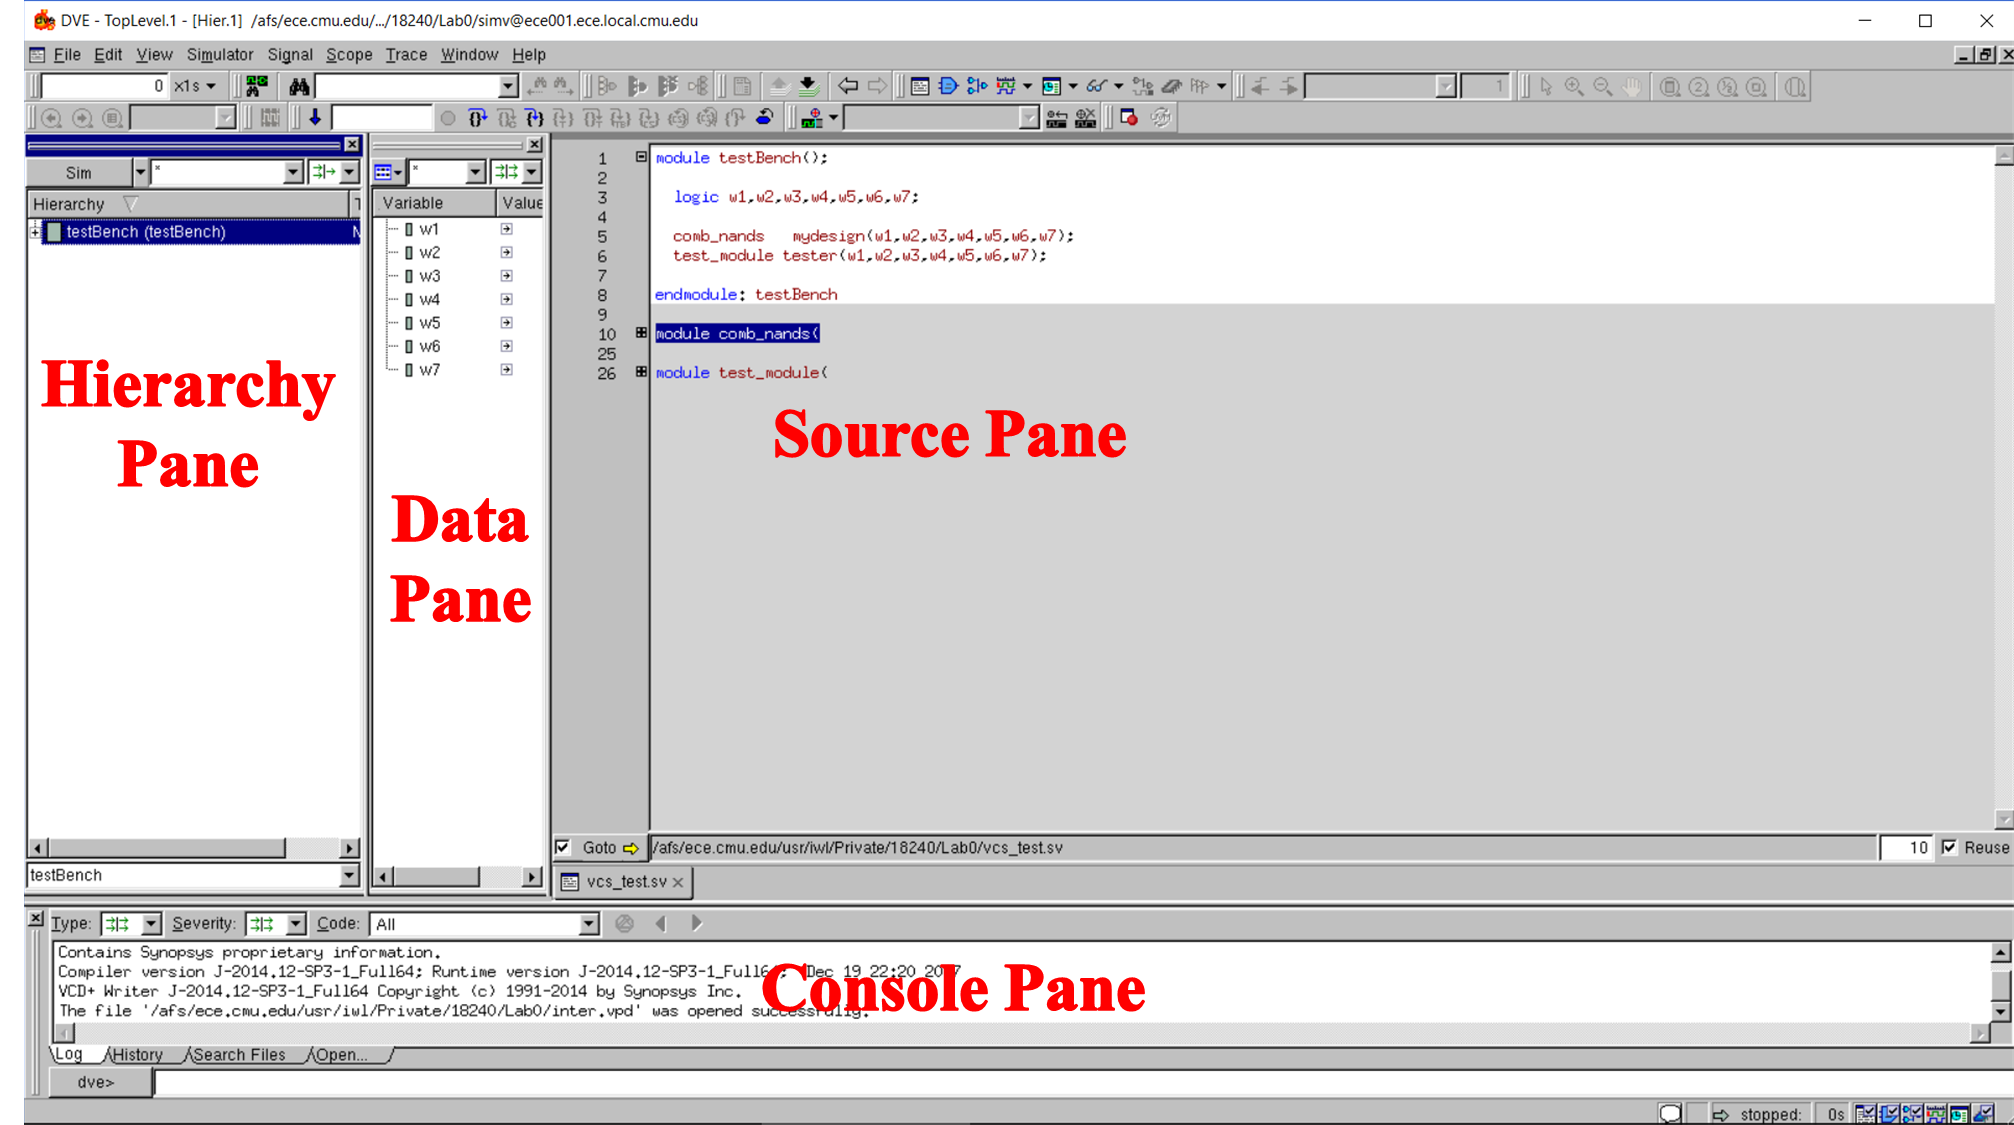 DVE - TopLevel.1 - [Hier.1]  /afs/ece.cmu.edu/.../18240/Lab0/simv@ece001.ece.local.cmu.edu
File Edit View Simulator Signal Scope Trace Window Help
0 x1s
1
Sim *
*
Hierarchy
testBench (testBench)
Variable Value
w1
w2
w3
w4
w5
w6
w7
1 module testBench();
2
3 logic w1,w2,w3,w4,w5,w6,w7;
4
5 comb_nands   mydesign(w1,w2,w3,w4,w5,w6,w7);
6 test_module tester(w1,w2,w3,w4,w5,w6,w7);
7
8 endmodule: testBench
9
10 module comb_nands(
25
26 module test_module(
Hierarchy
Pane
Data
Pane
Source Pane
testBench
Goto /afs/ece.cmu.edu/usr/iwl/Private/18240/Lab0/vcs_test.sv 10 Reuse
vcs_test.sv
Type: Severity: Code: All
Contains Synopsys proprietary information.
Compiler version J-2014.12-SP3-1_Full64; Runtime version J-2014.12-SP3-1_Full64;  Dec 19 22:20 2017
VCD+ Writer J-2014.12-SP3-1_Full64 Copyright (c) 1991-2014 by Synopsys Inc.
The file '/afs/ece.cmu.edu/usr/iwl/Private/18240/Lab0/inter.vpd' was opened successfully.
Console Pane
Log History Search Files Open...
dve>
stopped: 0s